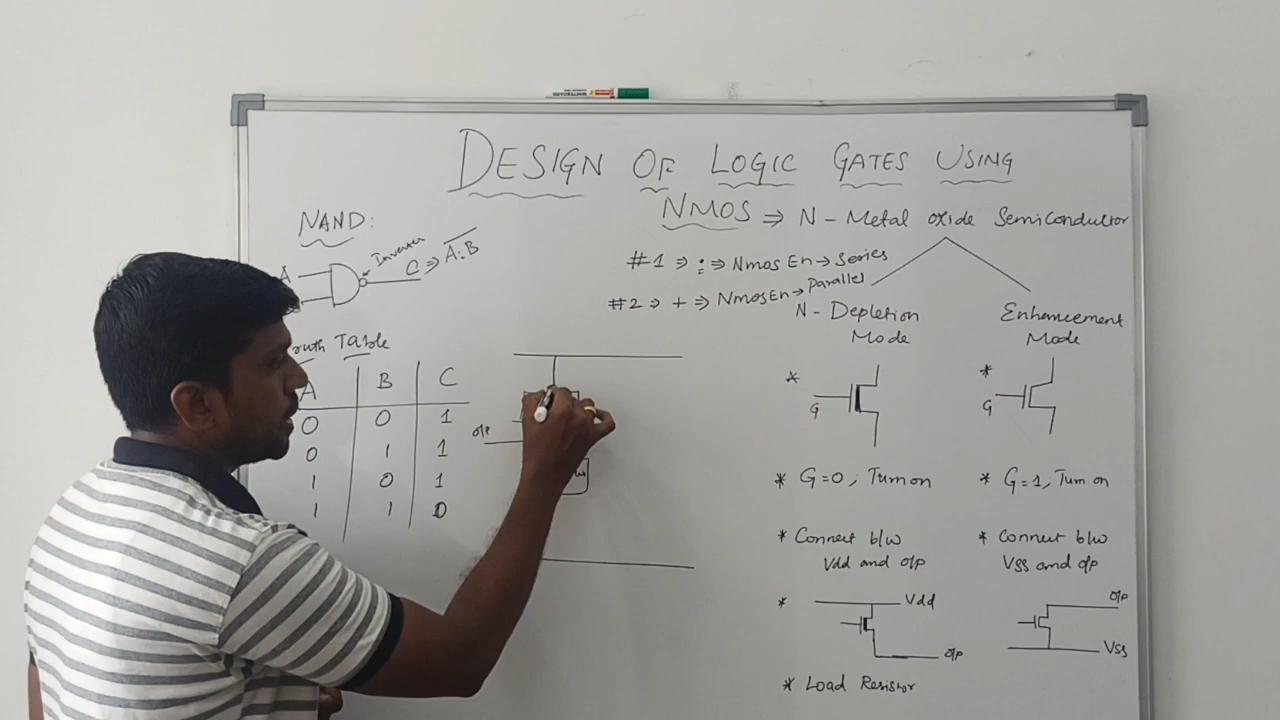 DESIGN OF LOGIC GATES USING
NMOS ⇒ N - Metal oxide Semiconductor
NAND:
A
Inverter
C ⇒ A.B
#1 ⇒ : ⇒ Nmos En → Series
#2 ⇒ + ⇒ NmosEn → Parallel
N - Depletion
Mode
Enhancement
Mode
ruth Table
A B C
0 0 1
0 1 1
1 0 1
1 1 0
o/p
*
G
*
G
* G=0; Turn on
* G=1, Turn on
* Connect b/w
Vdd and o/p
* Connect b/w
VSS and o/p
*
Vdd
o/p
o/p
VSS
* Load Resistor
WHITEBOARD